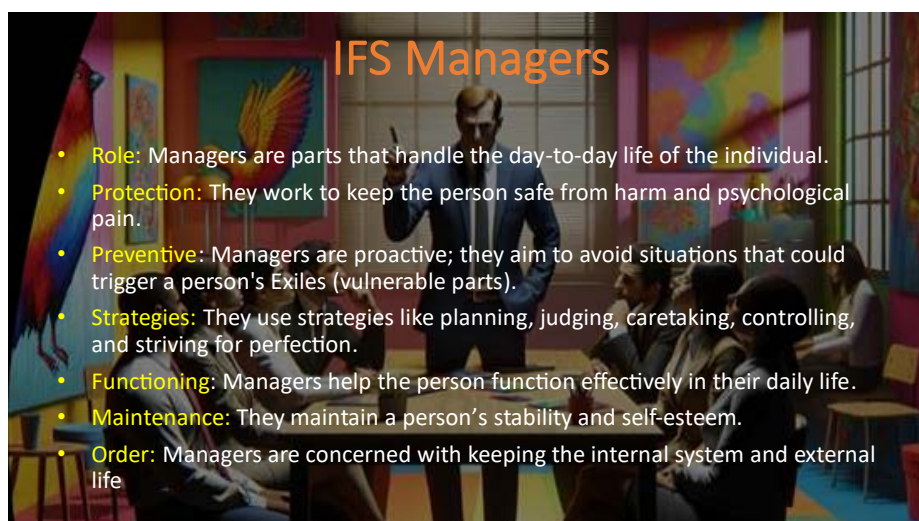 IFS Managers
• Role: Managers are parts that handle the day-to-day life of the individual.
• Protection: They work to keep the person safe from harm and psychological
pain.
• Preventive: Managers are proactive; they aim to avoid situations that could
trigger a person's Exiles (vulnerable parts).
• Strategies: They use strategies like planning, judging, caretaking, controlling,
and striving for perfection.
• Functioning: Managers help the person function effectively in their daily life.
• Maintenance: They maintain a person’s stability and self-esteem.
• Order: Managers are concerned with keeping the internal system and external
life